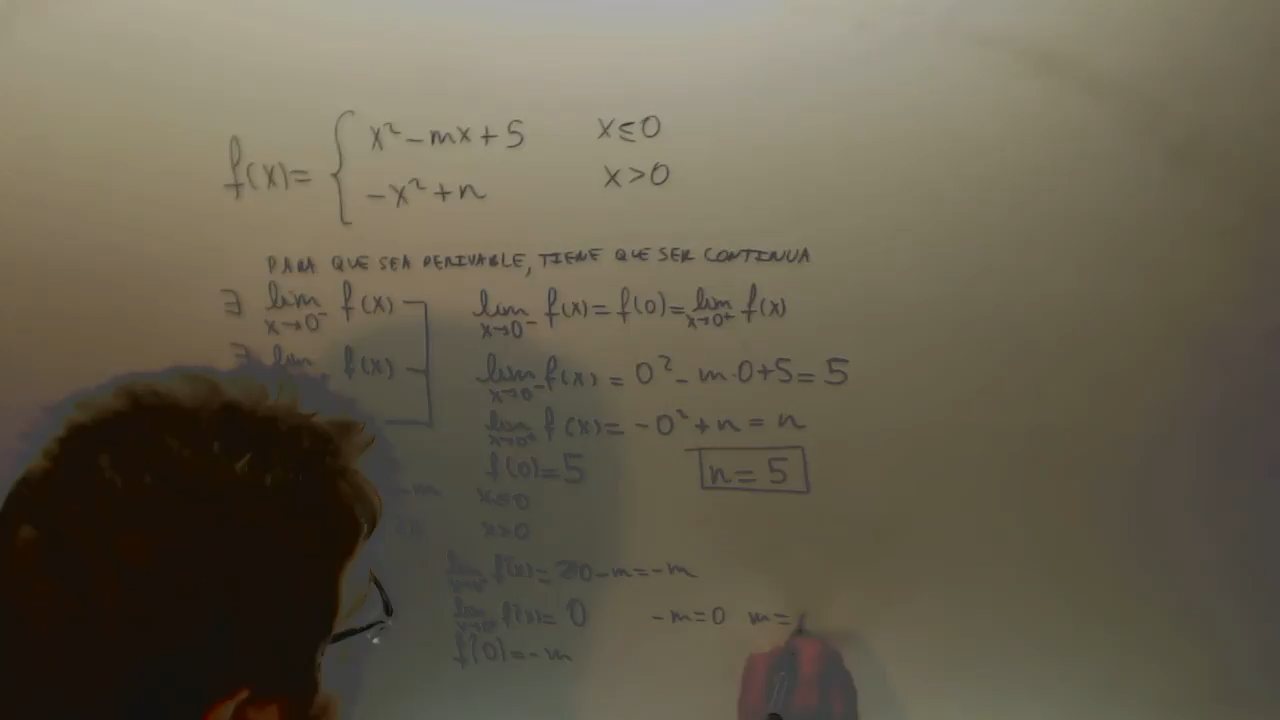 f(x)= { x² - mx + 5    x ≤ 0
-x² + n    x > 0
PARA QUE SEA DERIVABLE, TIENE QUE SER CONTINUA
∃ lim x→0⁻ f(x)    lim x→0⁻ f(x) = f(0) = lim x→0⁺ f(x)
∃ lim f(x)    lim x→0⁻ f(x) = 0² - m·0+5 = 5
lim x→0⁺ f(x) = -0² + n = n
f(0)=5    n = 5
-m    x≤0
x>0
f'(x)= 2·0-m=-m
f'(x)= 0    -m=0    m=
f'(0)=-m